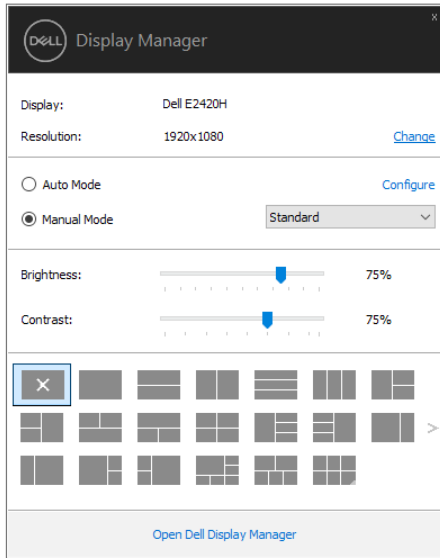 DELL Display Manager
Display: Dell E2420H
Resolution: 1920x1080 Change
Auto Mode Configure
Manual Mode Standard
Brightness: 75%
Contrast: 75%
Open Dell Display Manager